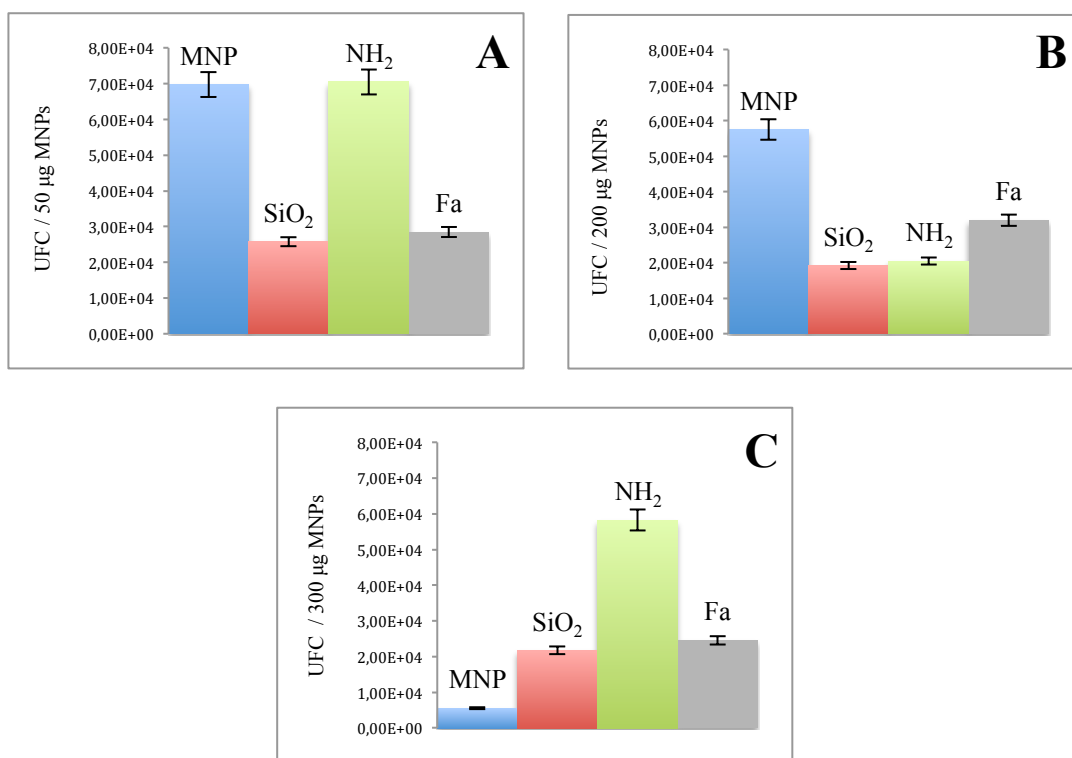 A
UFC / 50 µg MNPs
8,00E+04
7,00E+04
6,00E+04
5,00E+04
4,00E+04
3,00E+04
2,00E+04
1,00E+04
0,00E+00
MNP
SiO₂
NH₂
Fa
B
UFC / 200 µg MNPs
8,00E+04
7,00E+04
6,00E+04
5,00E+04
4,00E+04
3,00E+04
2,00E+04
1,00E+04
0,00E+00
MNP
SiO₂
NH₂
Fa
C
UFC / 300 µg MNPs
8,00E+04
7,00E+04
6,00E+04
5,00E+04
4,00E+04
3,00E+04
2,00E+04
1,00E+04
0,00E+00
MNP
SiO₂
NH₂
Fa